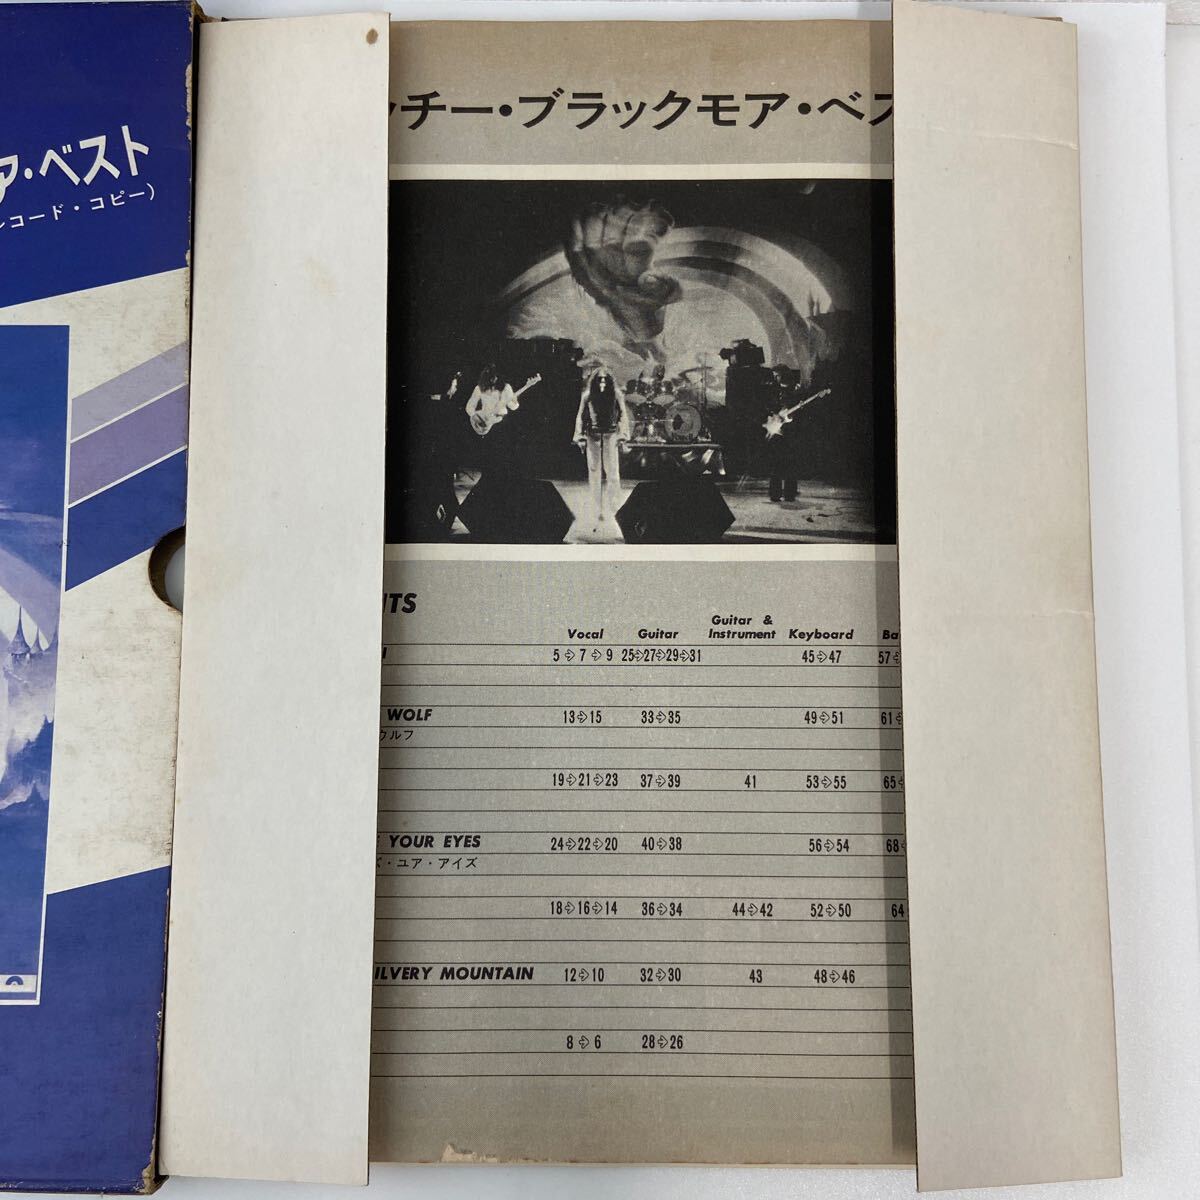 ア・ベスト
レコード・コピー)
ッチー・ブラックモア・ベス
NTS
Vocal Guitar Guitar & Instrument Keyboard Ba
5➪7➪9 25➪27➪29➪31 45➪47 57➪
WOLF 13➪15 33➪35 49➪51 61➪
ウルフ
19➪21➪23 37➪39 41 53➪55 65➪
YOUR EYES 24➪22➪20 40➪38 56➪54 68➪
ズ・ユア・アイズ
18➪16➪14 36➪34 44➪42 52➪50 64
ILVERY MOUNTAIN 12➪10 32➪30 43 48➪46
8➪6 28➪26